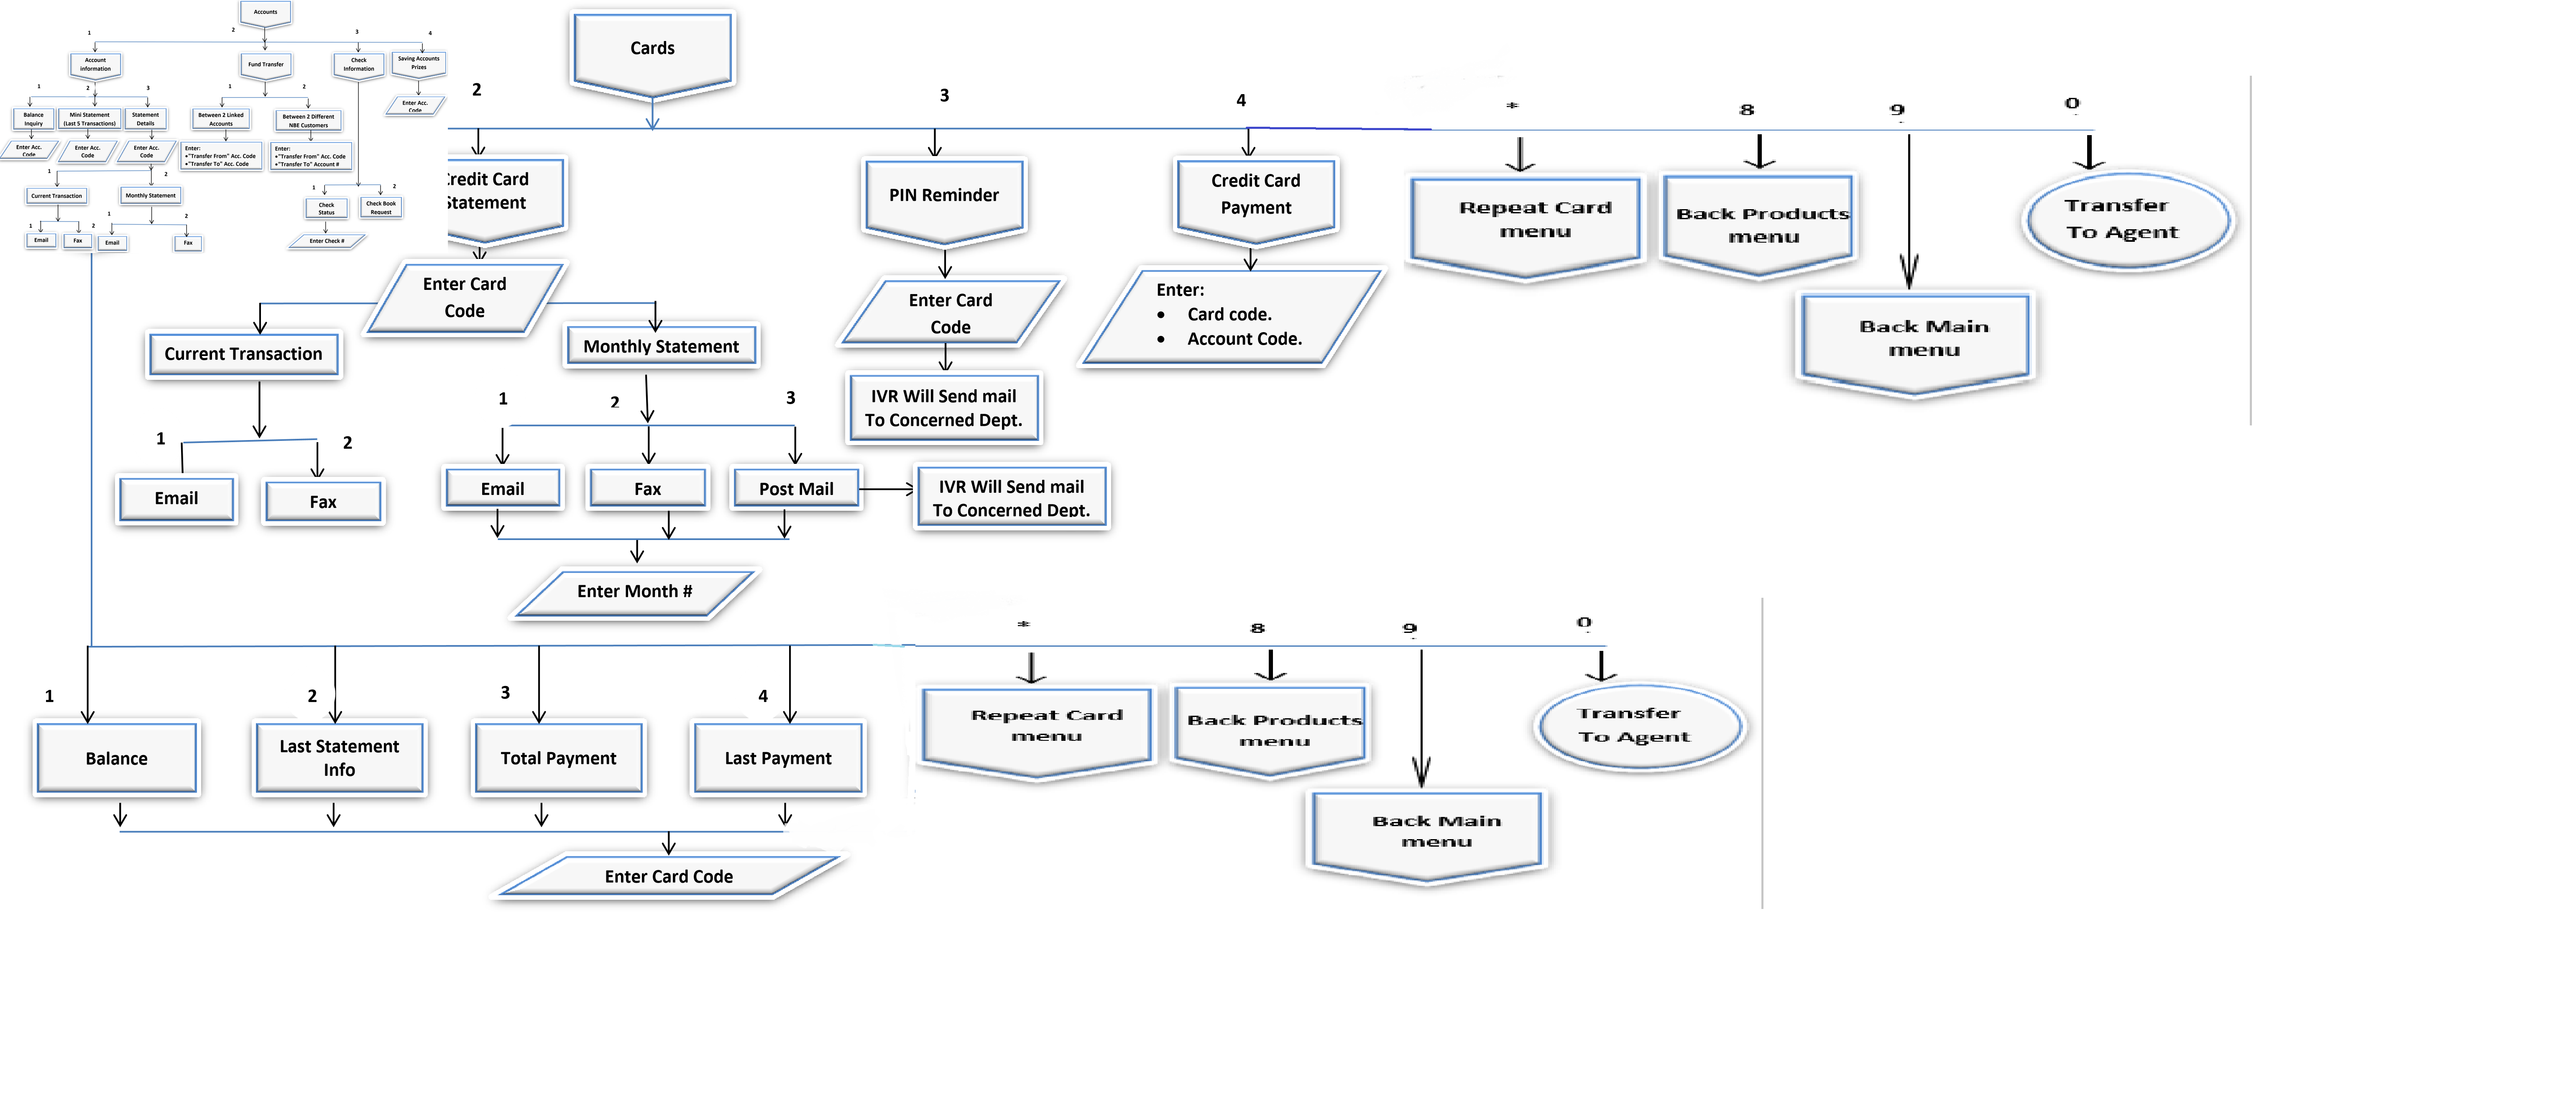 Accounts
1
2
3
4
Account
information
Fund Transfer
Check
Information
Saving Accounts
Prizes
1
2
3
1
2
Enter Acc.
Code
Balance
Inquiry
Mini Statement
(Last 5 Transactions)
Statement
Details
Between 2 Linked
Accounts
Between 2 Different
NBE Customers
Enter Acc.
Code
Enter Acc.
Code
Enter Acc.
Code
Enter:
•"Transfer From" Acc. Code
•"Transfer To" Acc. Code
Enter:
•"Transfer From" Acc. Code
•"Transfer To" Account #
1
2
Current Transaction
Monthly Statement
1
2
Check
Status
Check Book
Request
1
2
1
2
Email
Fax
Email
Fax
Enter Check #
Cards
2
3
4
*
8
9
0
redit Card
Statement
PIN Reminder
Credit Card
Payment
Repeat Card
menu
Back Products
menu
Transfer
To Agent
Back Main
menu
Enter Card
Code
Enter Card
Code
Enter:
• Card code.
• Account Code.
Current Transaction
Monthly Statement
IVR Will Send mail
To Concerned Dept.
1
2
3
1
2
Email
Fax
Email
Fax
Post Mail
IVR Will Send mail
To Concerned Dept.
Enter Month #
*
8
9
0
1
2
3
4
Balance
Last Statement
Info
Total Payment
Last Payment
Repeat Card
menu
Back Products
menu
Transfer
To Agent
Back Main
menu
Enter Card Code